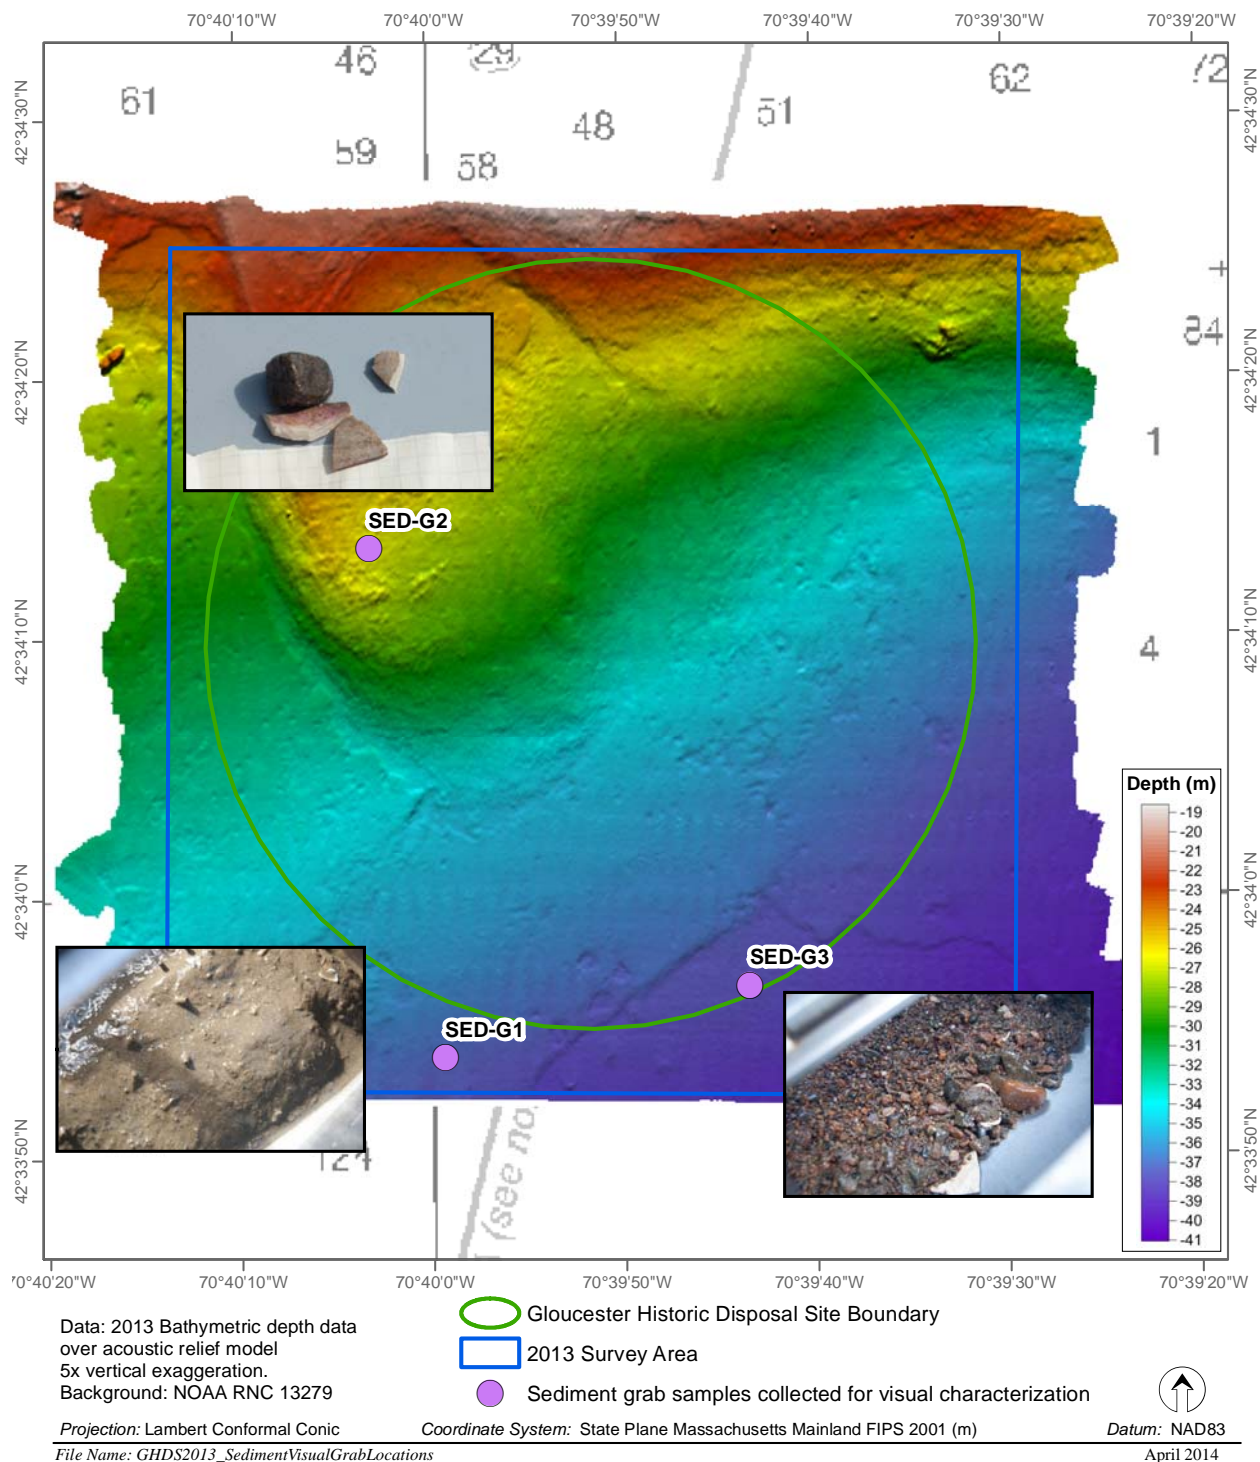 70°40'10"W 70°40'0"W 70°39'50"W 70°39'40"W 70°39'30"W 70°39'20"W
46 29 62 72
61 48 51
59 58
42°34'30"N 42°34'30"N
84
42°34'20"N 42°34'20"N
1
SED-G2
42°34'10"N 42°34'10"N
4
Depth (m)
-19
-20
-21
-22
-23
-24
-25
-26
-27
-28
-29
-30
-31
-32
-33
-34
-35
-36
-37
-38
-39
-40
-41
42°34'0"N 42°34'0"N
SED-G3
SED-G1
42°33'50"N 42°33'50"N
124
(see no
70°40'20"W 70°40'10"W 70°40'0"W 70°39'50"W 70°39'40"W 70°39'30"W 70°39'20"W
Data: 2013 Bathymetric depth data
over acoustic relief model
5x vertical exaggeration.
Background: NOAA RNC 13279
Gloucester Historic Disposal Site Boundary
2013 Survey Area
Sediment grab samples collected for visual characterization
Projection: Lambert Conformal Conic Coordinate System: State Plane Massachusetts Mainland FIPS 2001 (m) Datum: NAD83
File Name: GHDS2013_SedimentVisualGrabLocations April 2014